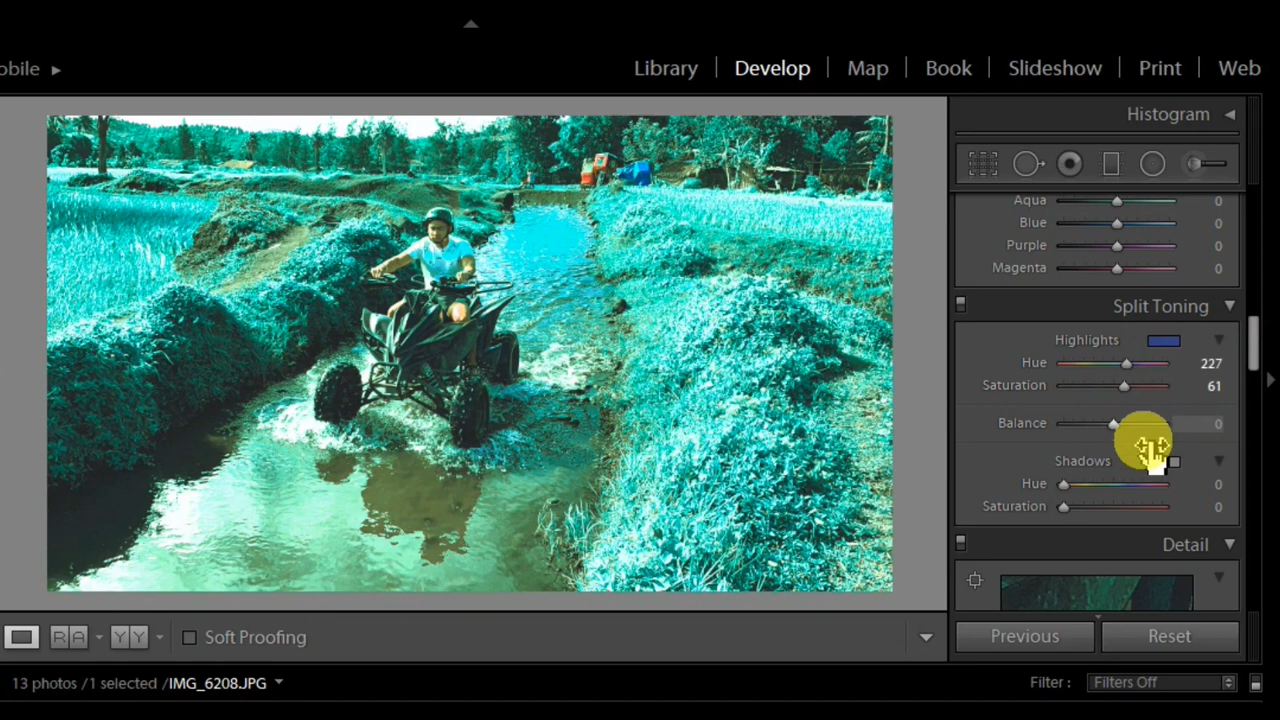 obile
Library Develop Map Book Slideshow Print Web
Histogram
Aqua 0
Blue 0
Purple 0
Magenta 0
Split Toning
Highlights
Hue 227
Saturation 61
Balance 0
Shadows
Hue 0
Saturation 0
Detail
RA YY Soft Proofing
Previous Reset
13 photos / 1 selected / IMG_6208.JPG
Filter : Filters Off